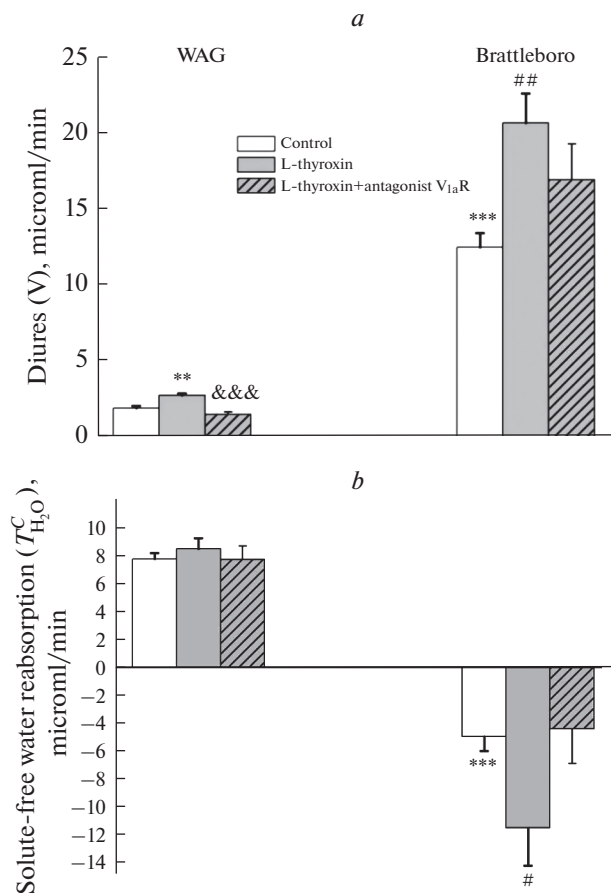 a
WAG
Brattleboro
Diures (V), microml/min
25
20
15
10
5
0
Control
L-thyroxin
L-thyroxin+antagonist V1aR
**
&&&
***
##
b
Solute-free water reabsorption (T^C_H2O),
microml/min
10
8
6
4
2
0
−2
−4
−6
−8
−10
−12
−14
***
#